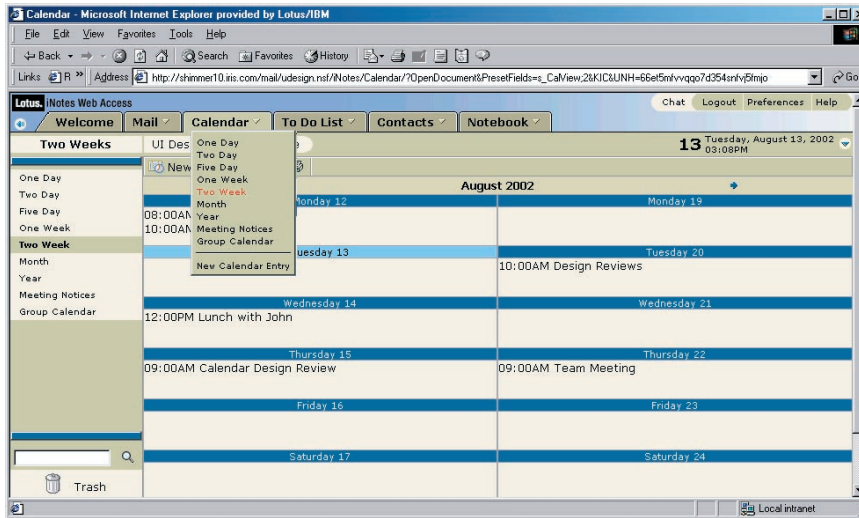 Calendar - Microsoft Internet Explorer provided by Lotus/IBM
File Edit View Favorites Tools Help
Back Search Favorites History
Links R » Address http://shimmer10.iris.com/mail/udesign.nsf/iNotes/Calendar/?OpenDocument&PresetFields=s_CalView;2&KIC&UNH=66et5mfvvqqo7d354snfvj5fmjo Go
Lotus. iNotes Web Access Chat Logout Preferences Help
Welcome Mail Calendar To Do List Contacts Notebook
Two Weeks UI Des 13 Tuesday, August 13, 2002
03:08PM
New
August 2002
One Day
Two Day
Five Day
One Week
Two Week
Month
Year
Meeting Notices
Group Calendar
New Calendar Entry
One Day
Two Day
Five Day
One Week
Two Week
Month
Year
Meeting Notices
Group Calendar
Trash
onday 12 Monday 19
08:00AM
10:00AM
uesday 13 Tuesday 20
10:00AM Design Reviews
Wednesday 14 Wednesday 21
12:00PM Lunch with John
Thursday 15 Thursday 22
09:00AM Calendar Design Review 09:00AM Team Meeting
Friday 16 Friday 23
Saturday 17 Saturday 24
Local intranet